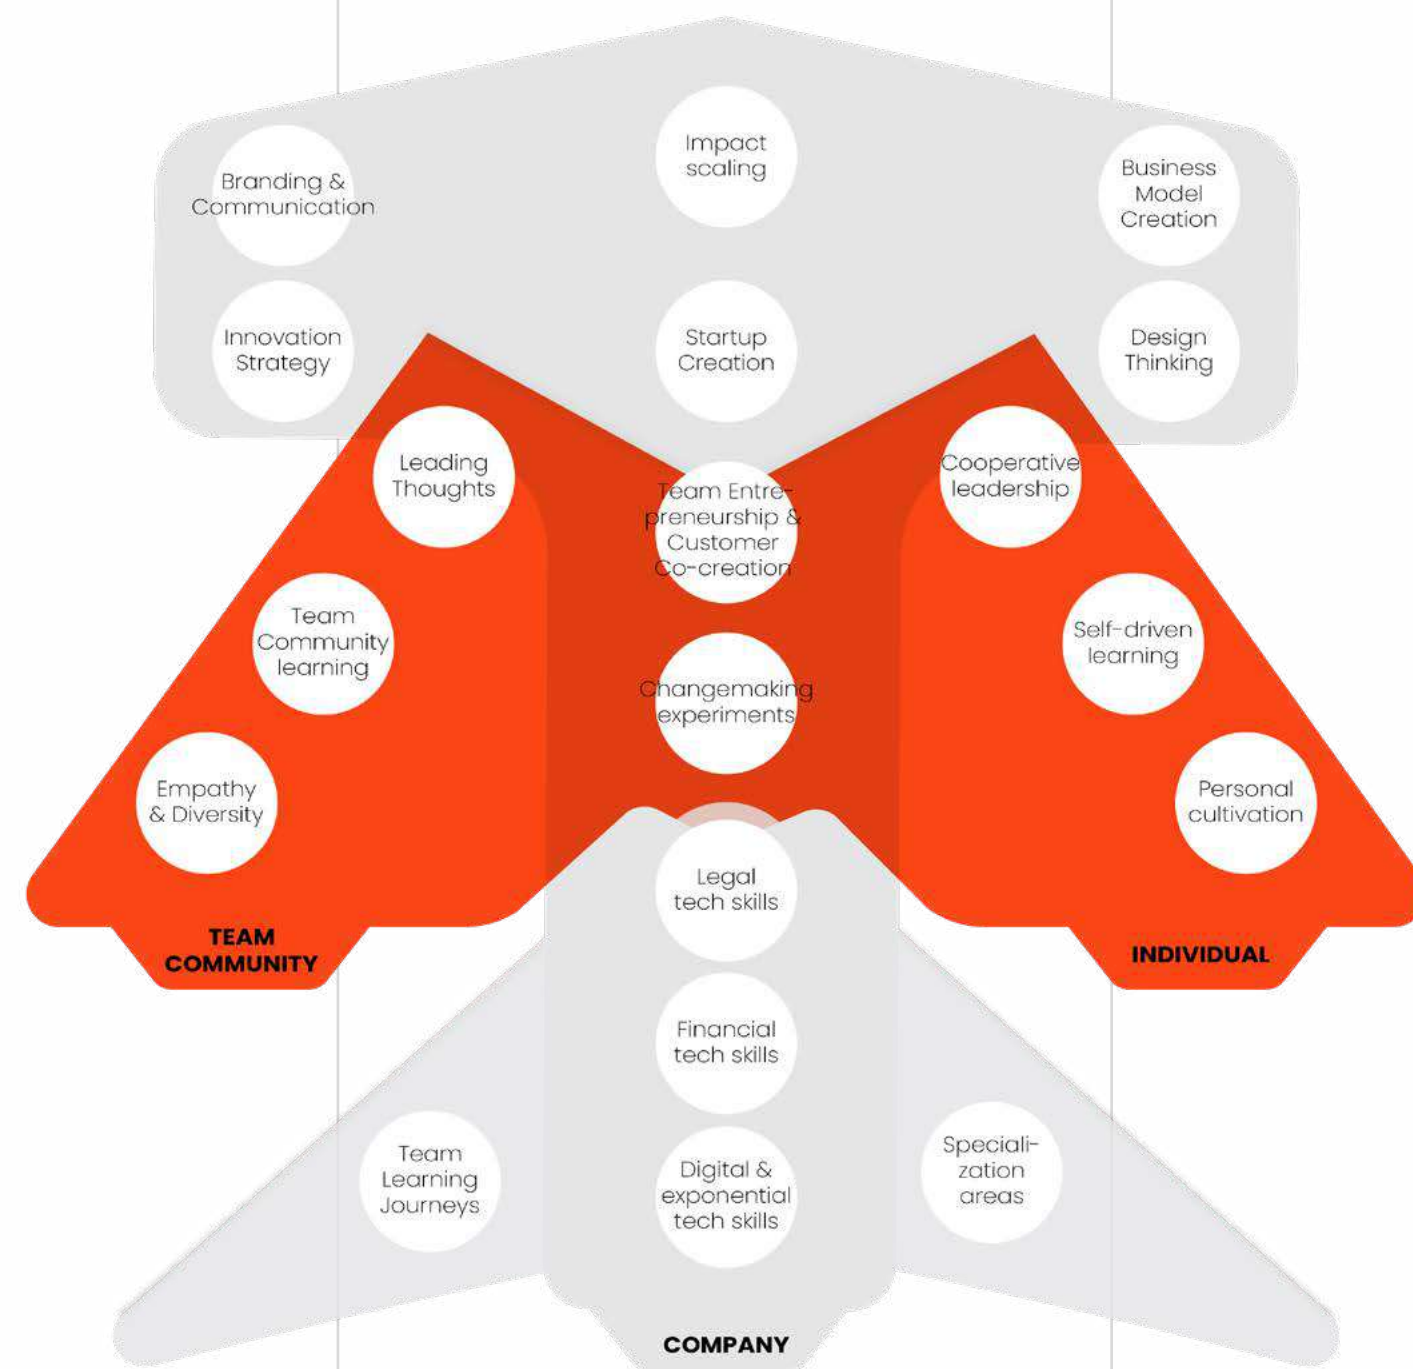 Impact
scaling
Branding &
Communication
Business
Model
Creation
Innovation
Strategy
Startup
Creation
Design
Thinking
Leading
Thoughts
Team Entre-
preneurship &
Customer
Co-creation
Cooperative
leadership
Team
Community
learning
Self-driven
learning
Changemaking
experiments
Empathy
& Diversity
Personal
cultivation
Legal
tech skills
TEAM
COMMUNITY
INDIVIDUAL
Financial
tech skills
Team
Learning
Journeys
Digital &
exponential
tech skills
Speciali-
zation
areas
COMPANY